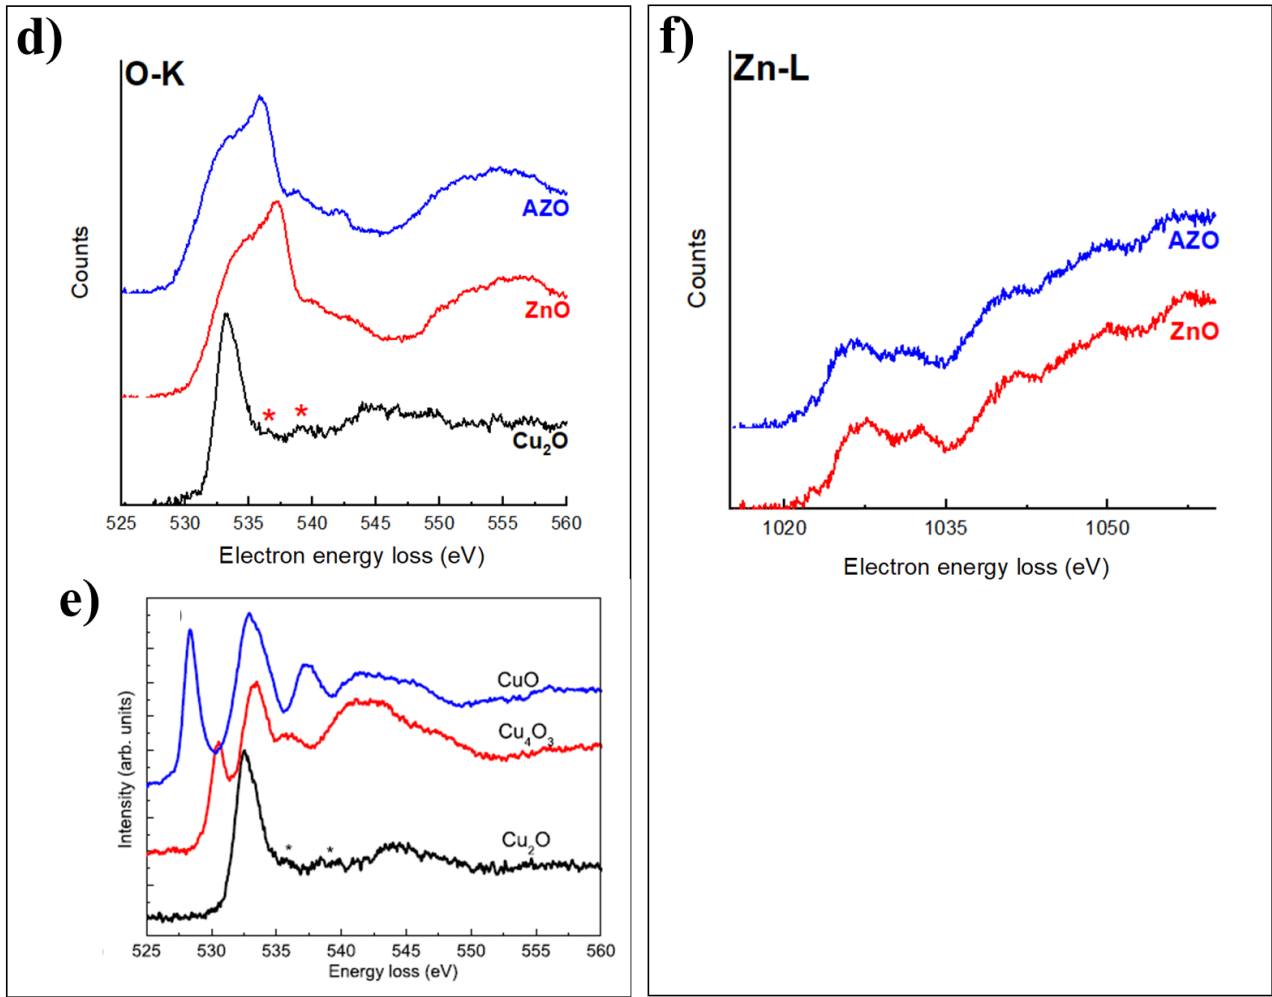 d)
O-K
Counts
AZO
ZnO
* *
Cu₂O
525 530 535 540 545 550 555 560
Electron energy loss (eV)
e)
)
Intensity (arb. units)
CuO
Cu₄O₃
Cu₂O
* *
525 530 535 540 545 550 555 560
Energy loss (eV)
f)
Zn-L
Counts
AZO
ZnO
1020 1035 1050
Electron energy loss (eV)